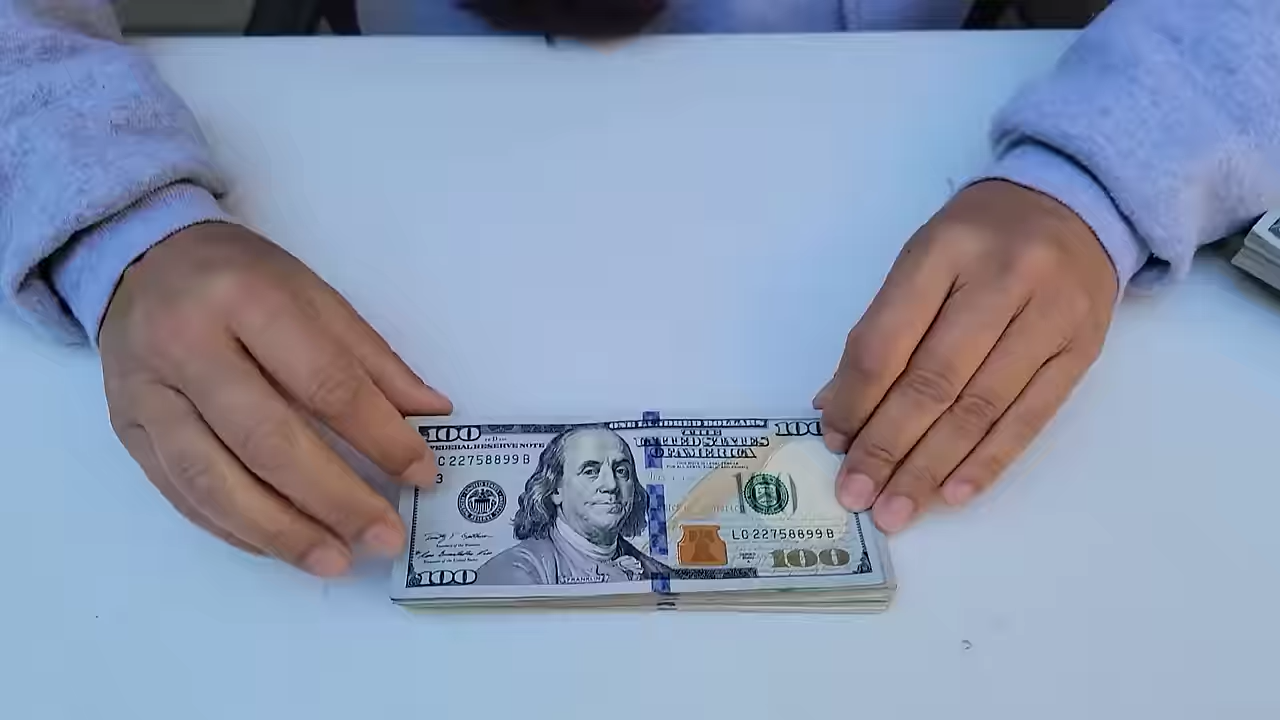 100
ONE HUNDRED DOLLARS
100
FEDERAL RESERVE NOTE
THE
UNITED STATES
OF AMERICA
C 22758899 B
3
LC 22758899 B
100
FRANKLIN
100